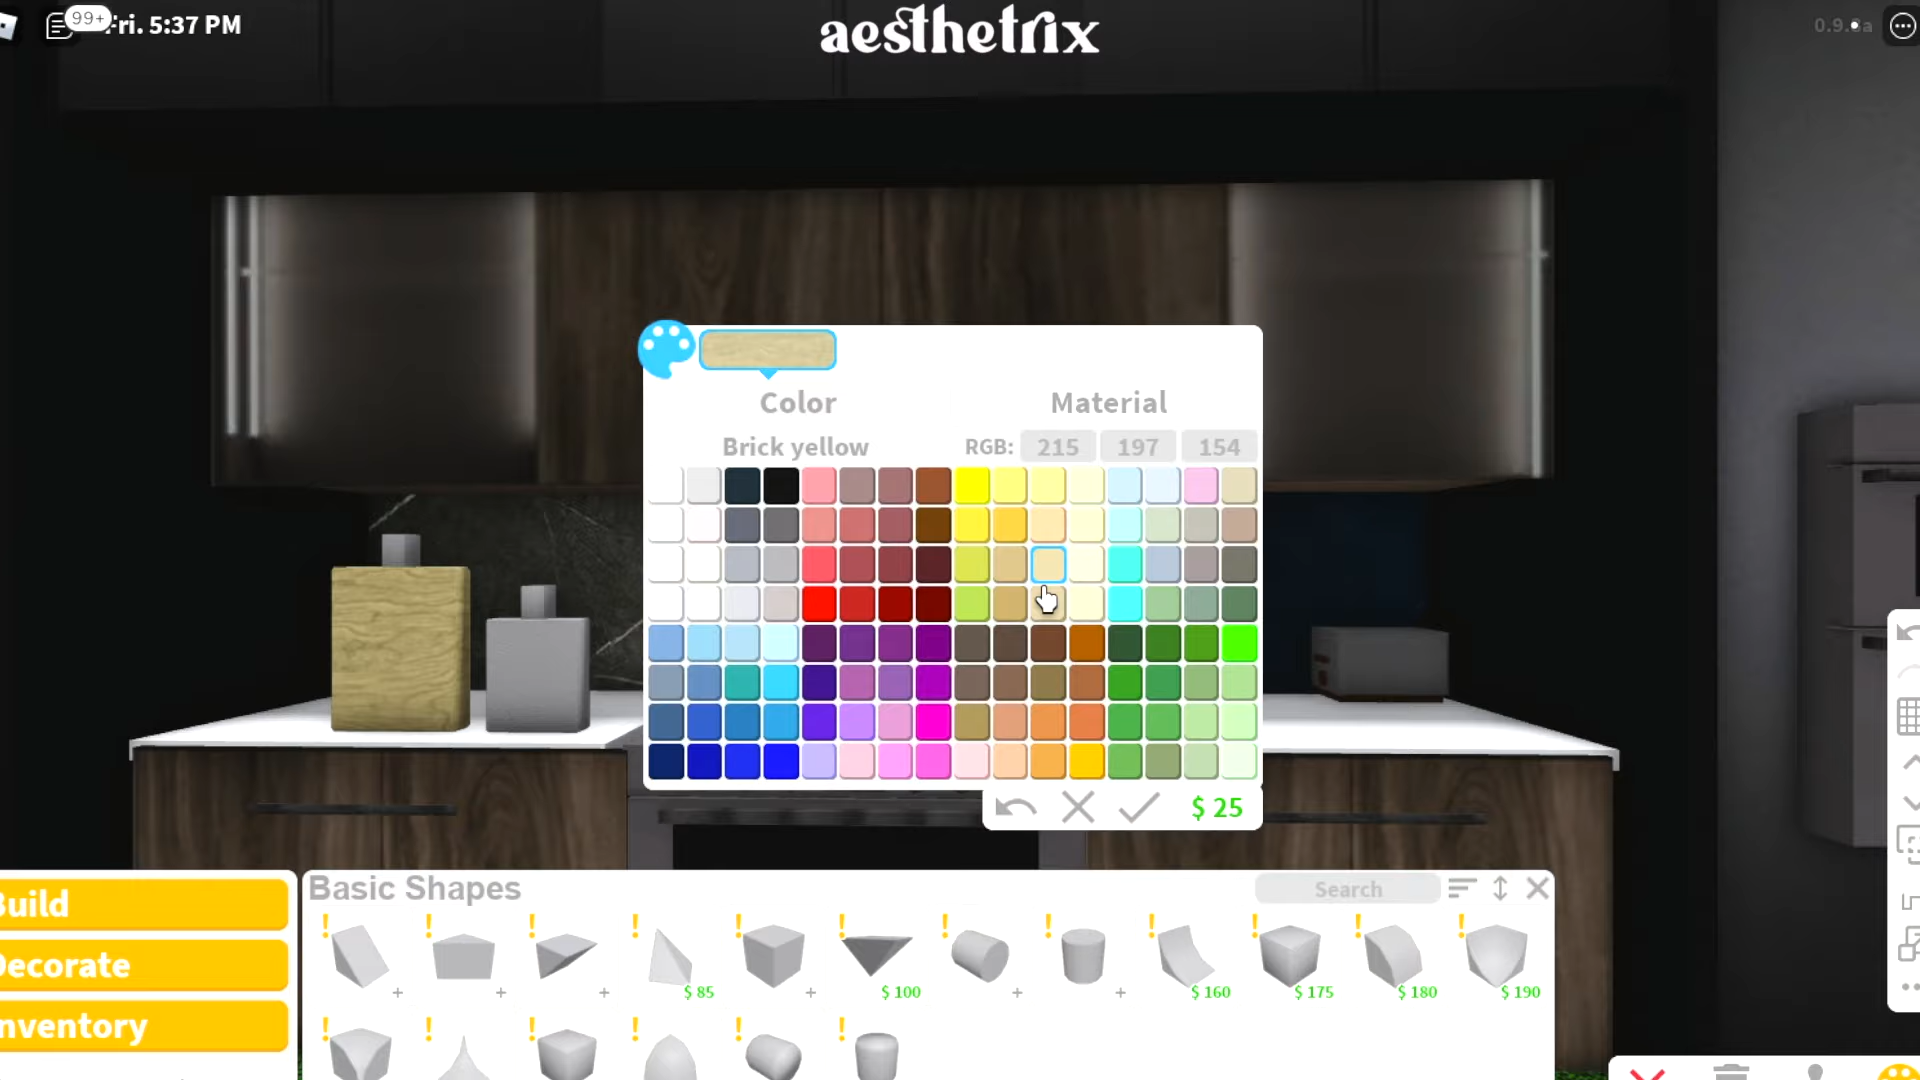 99+
Fri. 5:37 PM
aesthetrix
Color
Material
Brick yellow
RGB: 215 197 154
$ 25
Build
Decorate
Inventory
Basic Shapes
Search
$ 85
$ 100
$ 160
$ 175
$ 180
$ 190